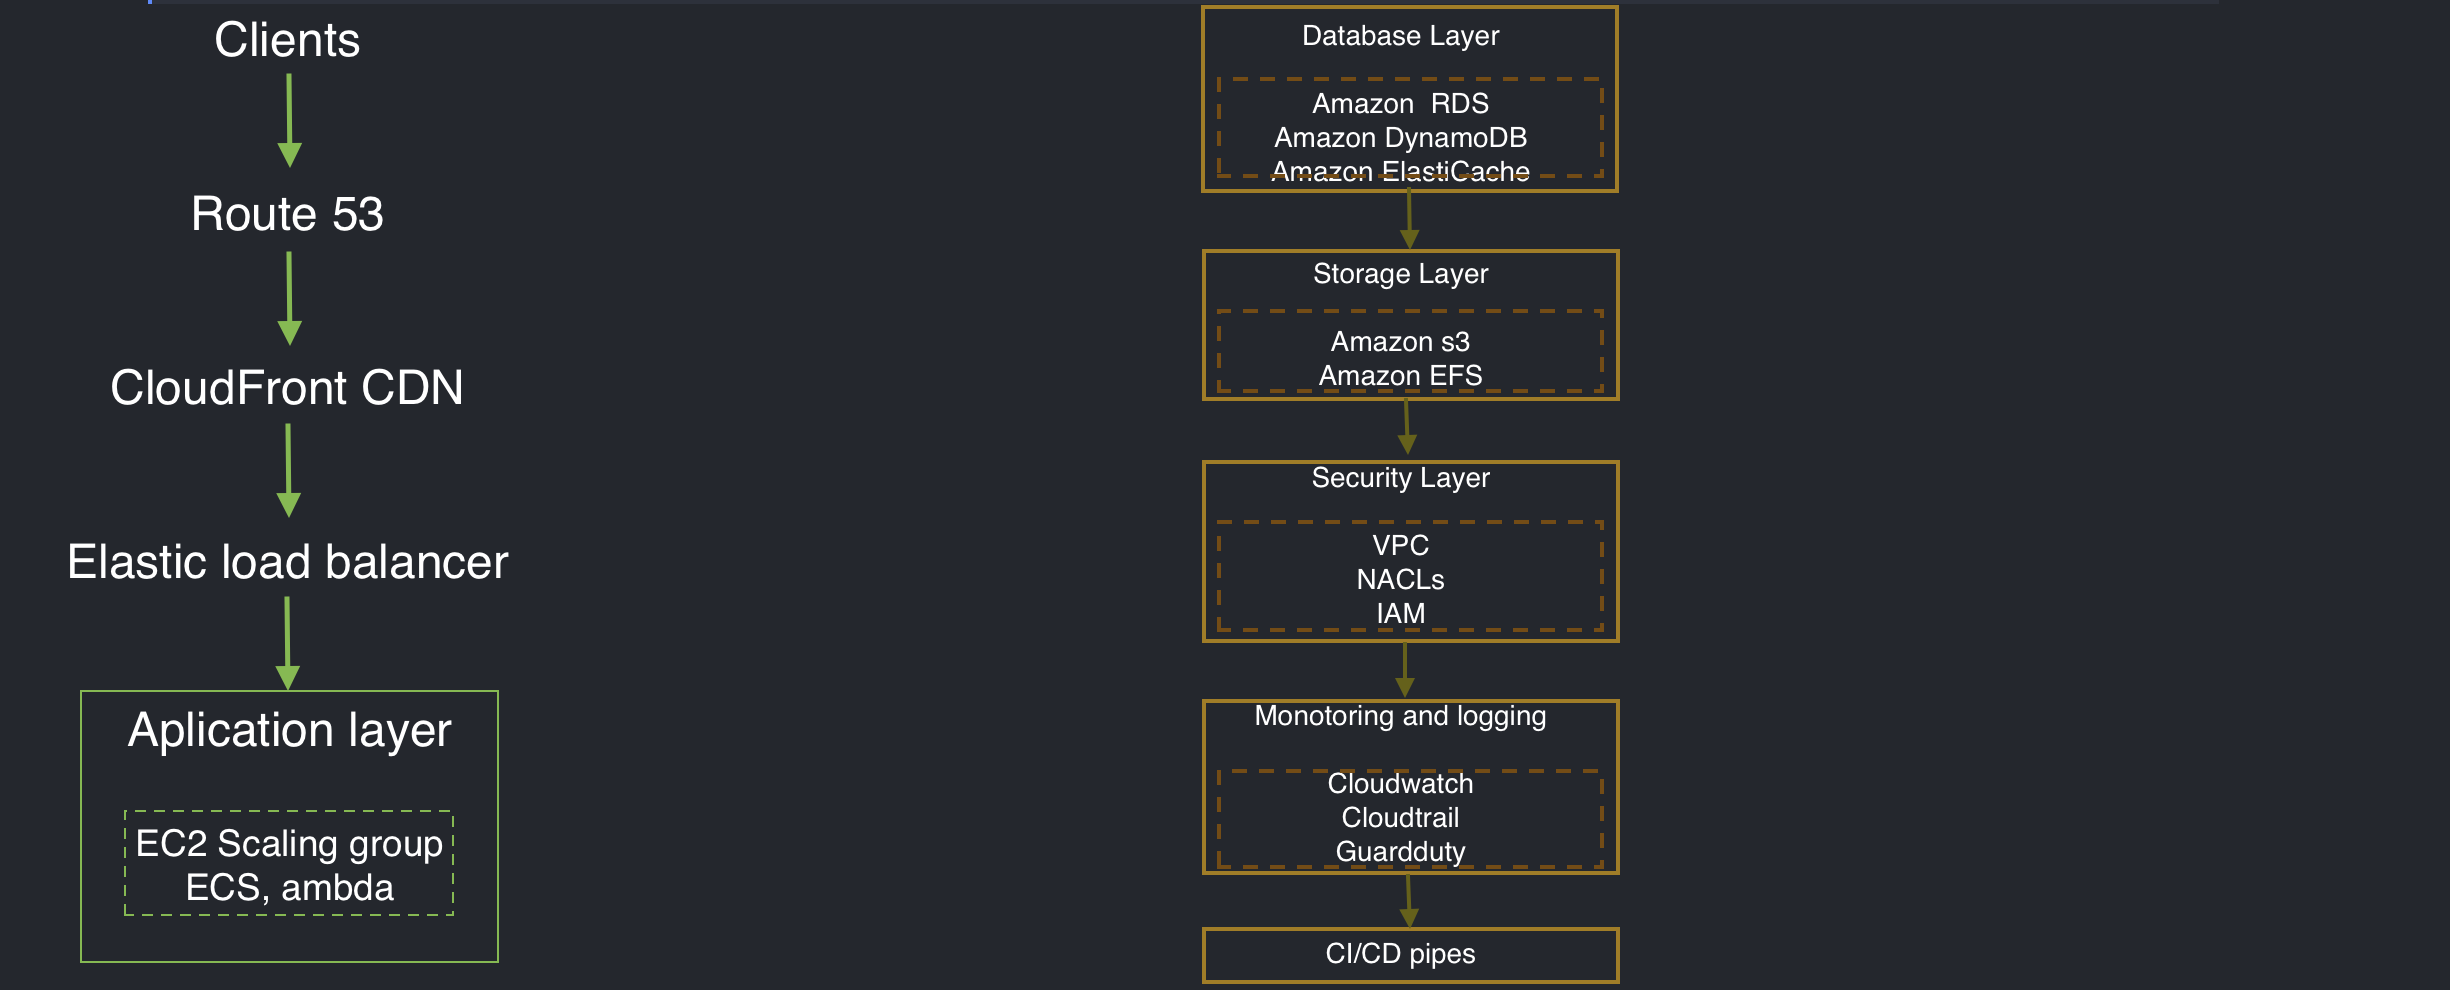 Clients
Route 53
CloudFront CDN
Elastic load balancer
Aplication layer
EC2 Scaling group
ECS, ambda
Database Layer
Amazon  RDS
Amazon DynamoDB
Amazon ElastiCache
Storage Layer
Amazon s3
Amazon EFS
Security Layer
VPC
NACLs
IAM
Monotoring and logging
Cloudwatch
Cloudtrail
Guardduty
CI/CD pipes